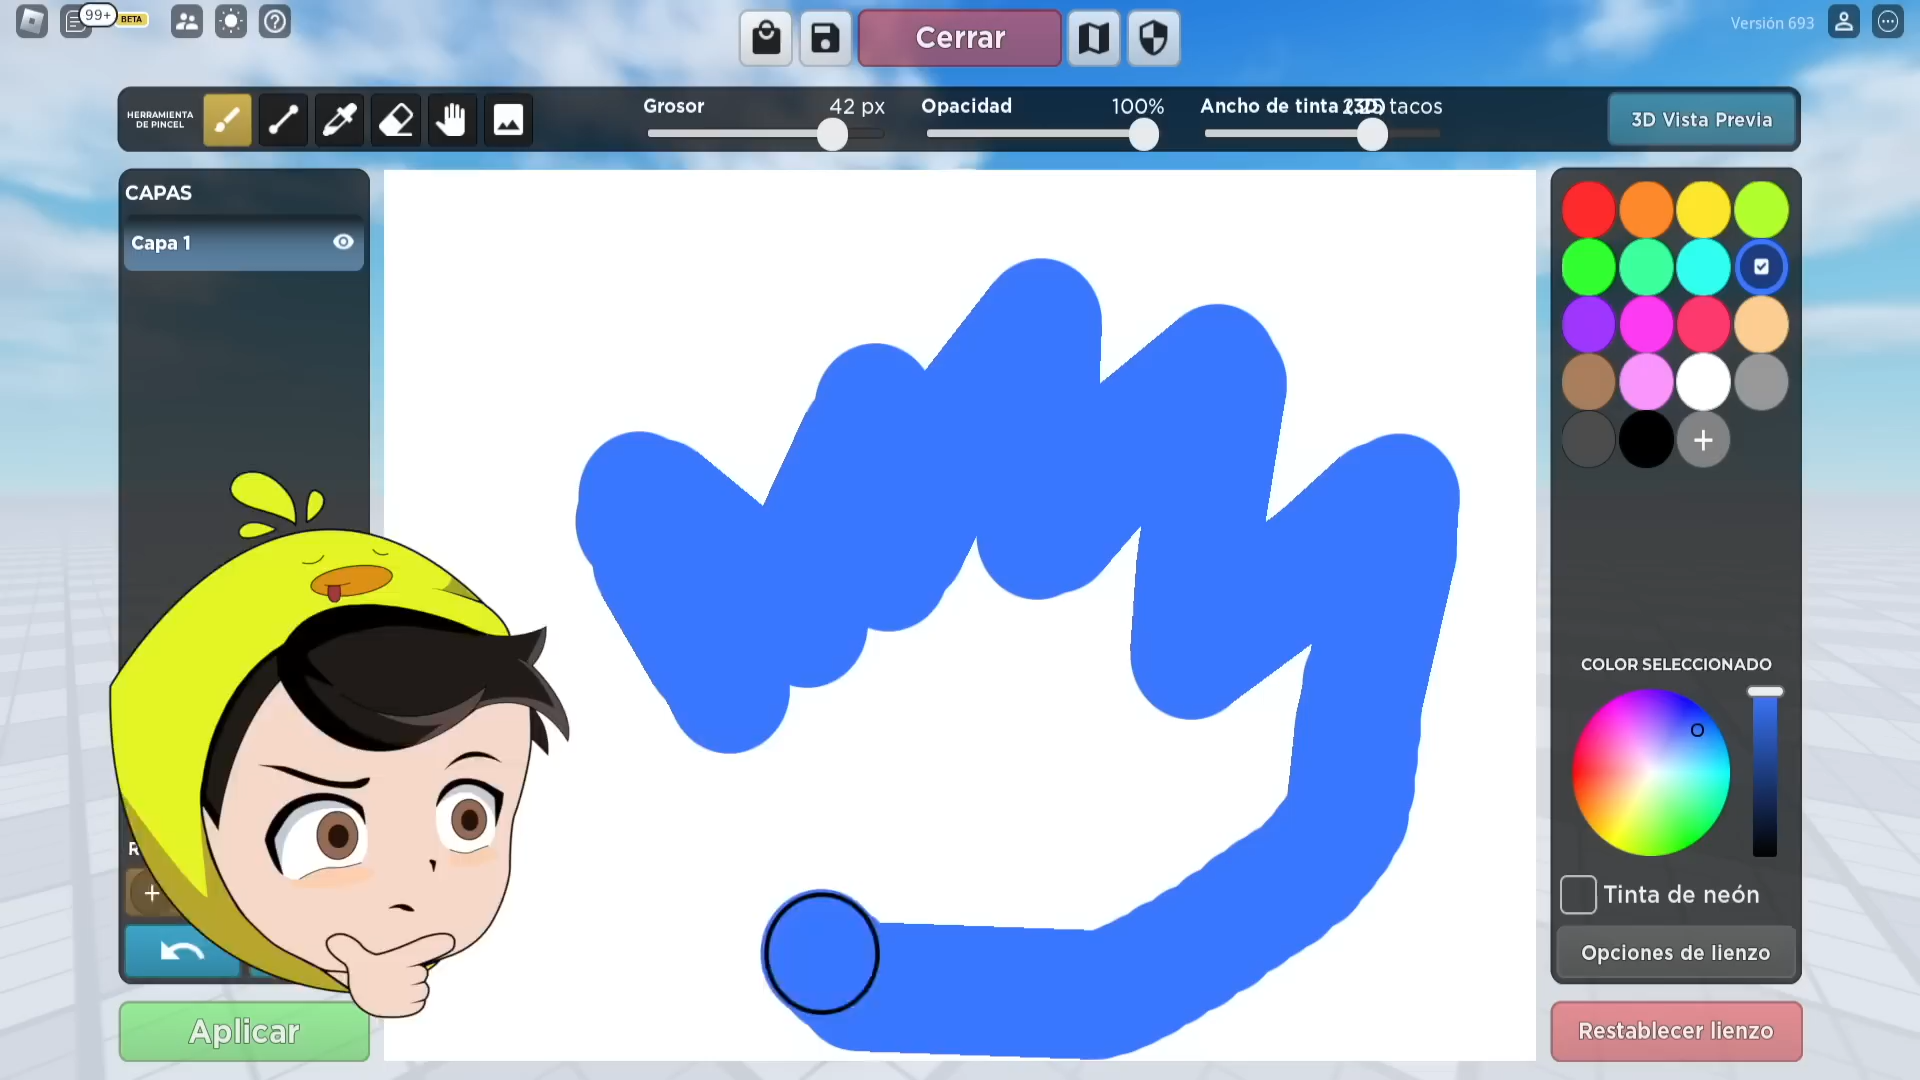 99+
BETA
Cerrar
Versión 693
HERRAMIENTA
DE PINCEL
Grosor
42 px
Opacidad
100%
Ancho de tinta
tacos
3D Vista Previa
CAPAS
Capa 1
COLOR SELECCIONADO
Tinta de neón
Opciones de lienzo
Aplicar
Restablecer lienzo